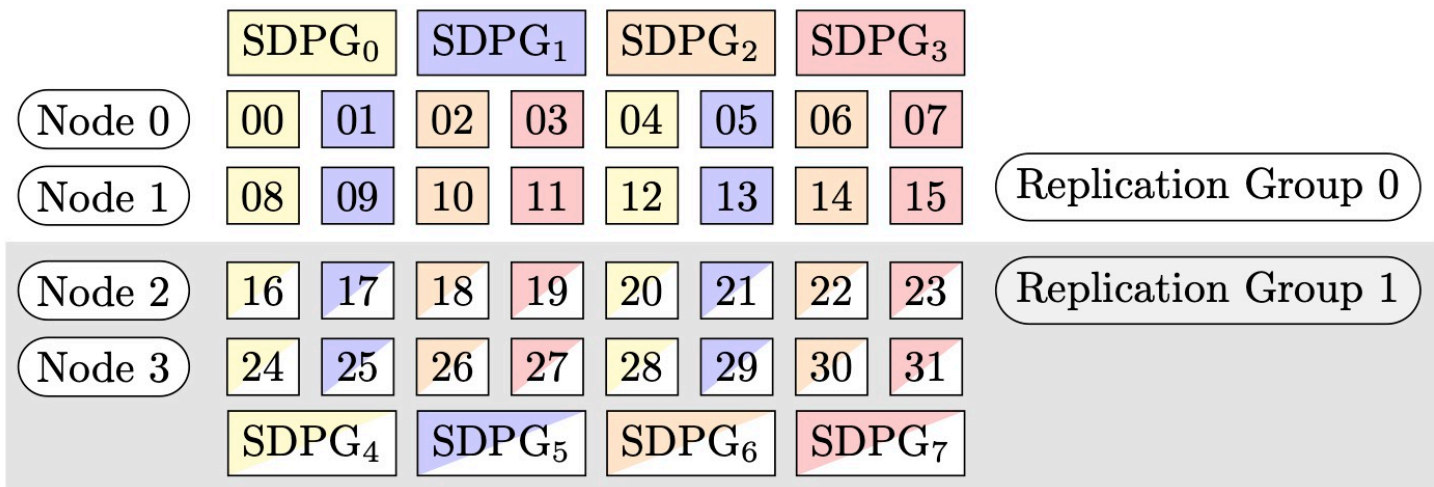 SDPG₀ SDPG₁ SDPG₂ SDPG₃
Node 0 00 01 02 03 04 05 06 07
Node 1 08 09 10 11 12 13 14 15 Replication Group 0
Node 2 16 17 18 19 20 21 22 23 Replication Group 1
Node 3 24 25 26 27 28 29 30 31
SDPG₄ SDPG₅ SDPG₆ SDPG₇